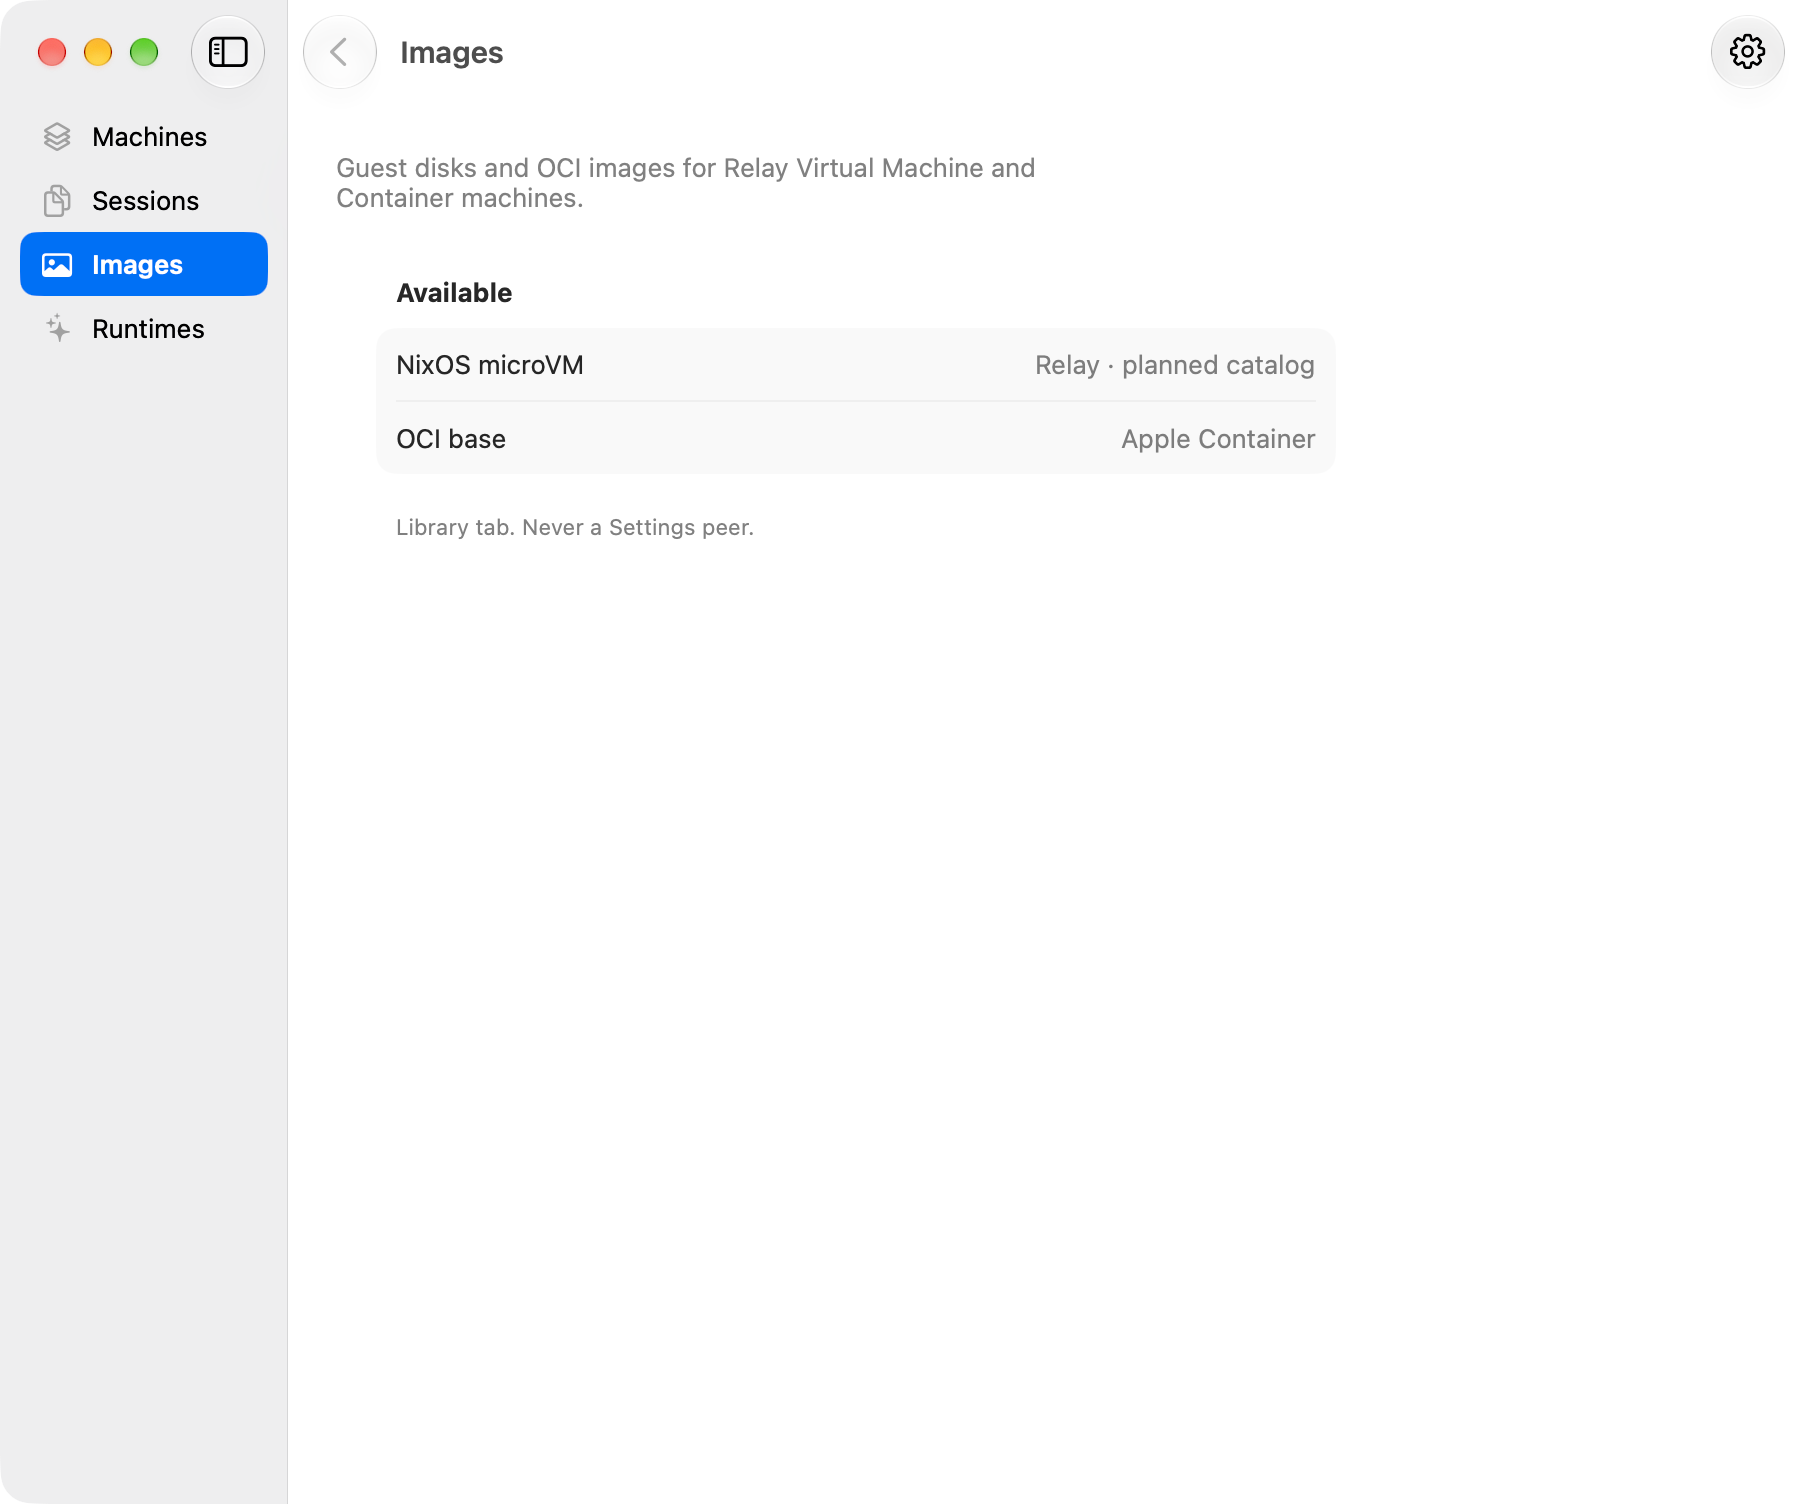 Images
Machines
Sessions
Images
Runtimes
Guest disks and OCI images for Relay Virtual Machine and
Container machines.
Available
NixOS microVM
Relay · planned catalog
OCI base
Apple Container
Library tab. Never a Settings peer.